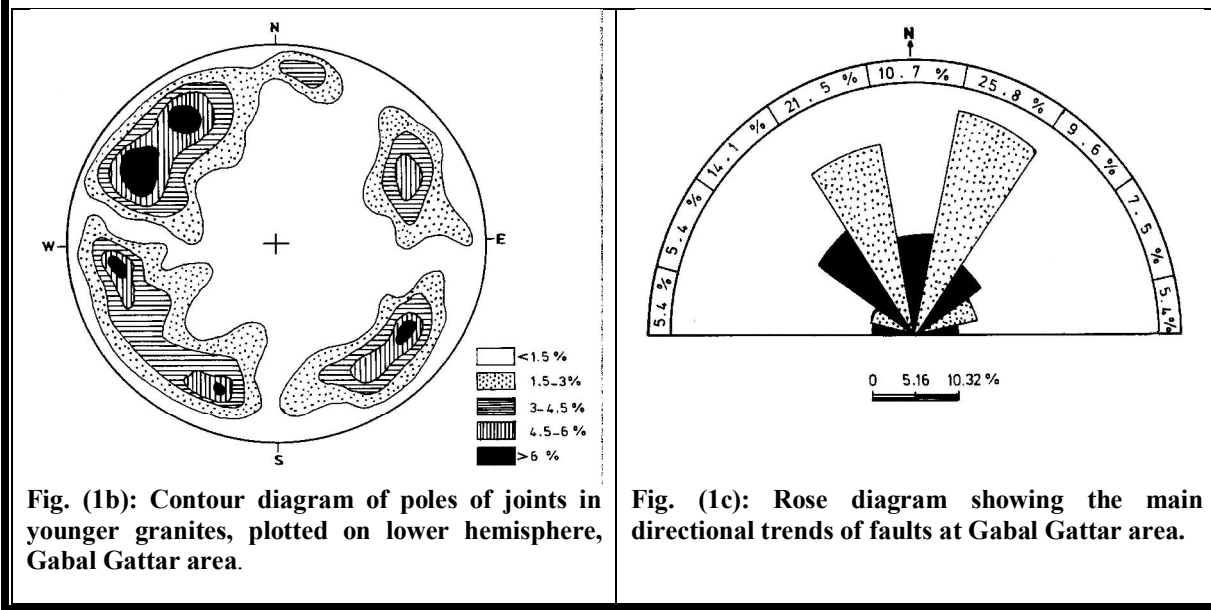 N
W
E
S
<1.5 %
1.5-3%
3-4.5 %
4.5-6 %
>6 %
Fig. (1b): Contour diagram of poles of joints in
younger granites, plotted on lower hemisphere,
Gabal Gattar area.
N
5.4 %
5.4 %
14.1 %
21.5 %
10.7 %
25.8 %
9.6 %
7.5 %
5.4%
0 5.16 10.32 %
Fig. (1c): Rose diagram showing the main
directional trends of faults at Gabal Gattar area.